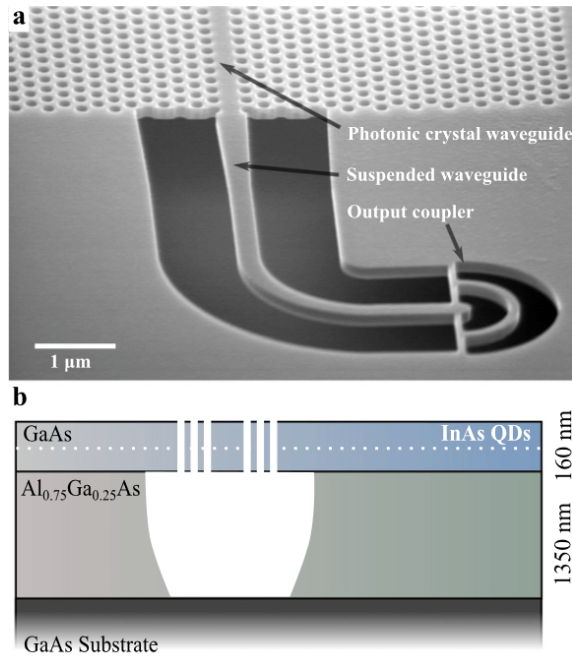 a
Photonic crystal waveguide
Suspended waveguide
Output coupler
1 µm
b
GaAs
InAs QDs
160 nm
Al0.75Ga0.25As
1350 nm
GaAs Substrate